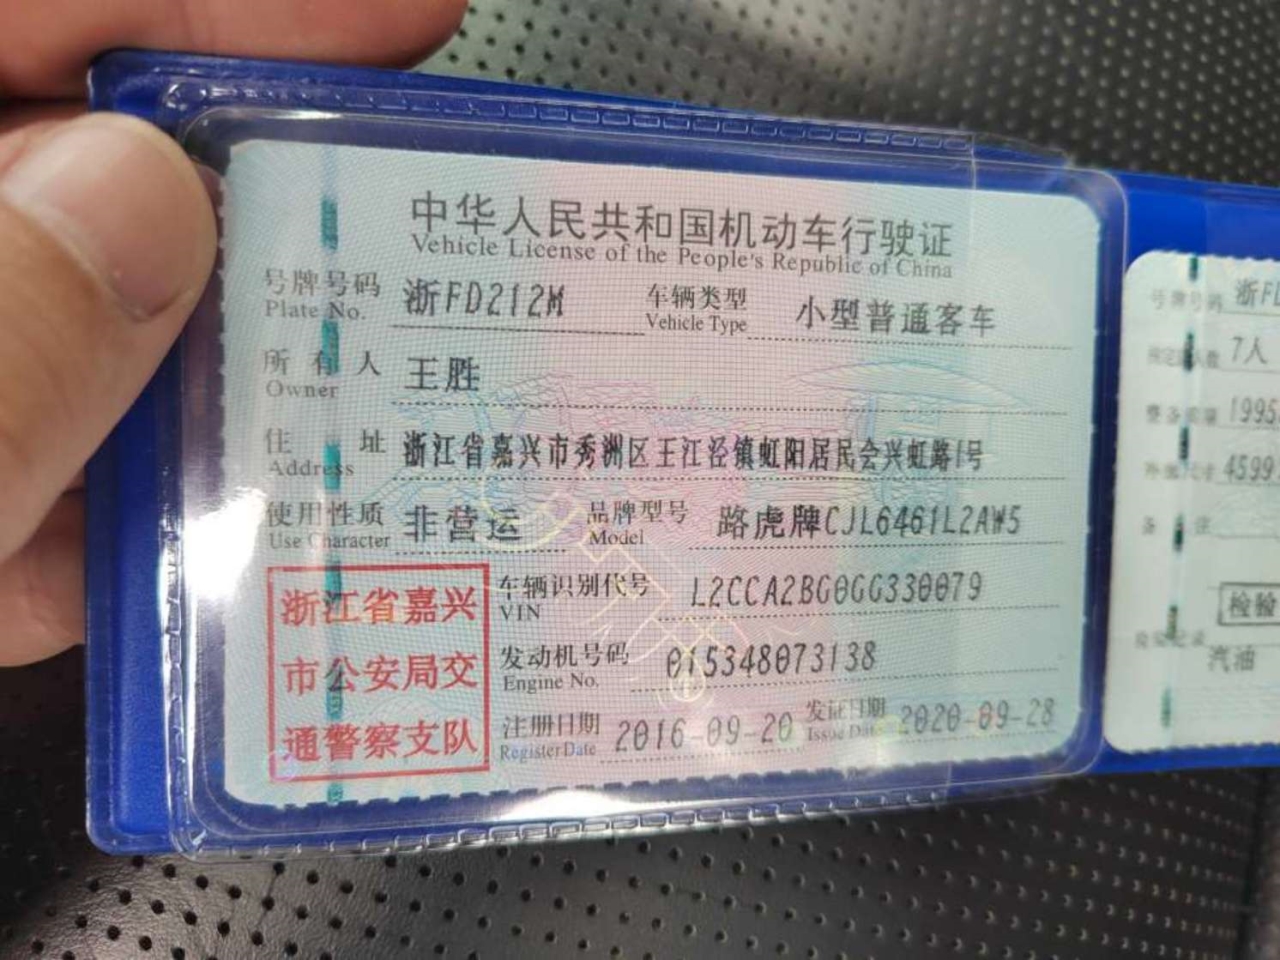 中华人民共和国机动车行驶证
Vehicle License of the People's Republic of China
号牌号码 浙FD212M 车辆类型 小型普通客车
Plate No. Vehicle Type
所有人 王胜
Owner
住址 浙江省嘉兴市秀洲区王江泾镇虹阳居民会兴虹路1号
Address
使用性质 非营运 品牌型号 路虎牌CJL6461L2AW5
Use Character Model
浙江省嘉兴
市公安局交
通警察支队
车辆识别代号 L2CCA2BG0GG330079
VIN
发动机号码 015348073138
Engine No.
注册日期 2016-09-20 发证日期 2020-09-28
Register Date Issue Date
号牌号码 浙F
7人
1995
4599
备注
检验
检验记录
汽油